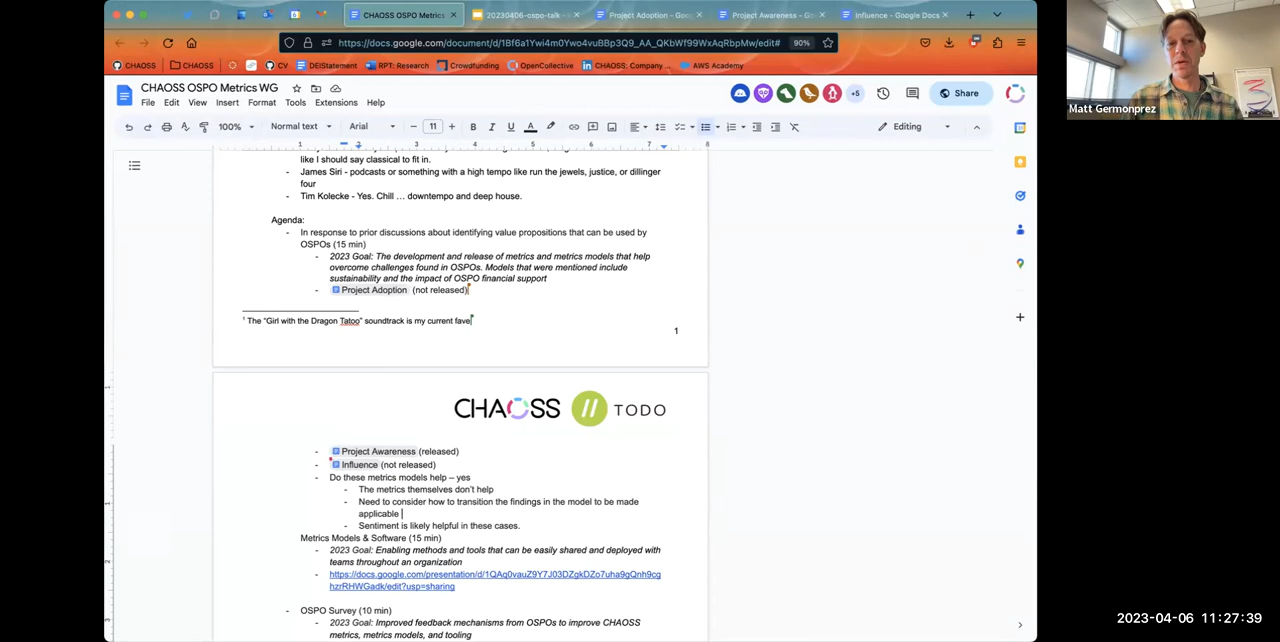 CHAOSS OSPO Metrics
20230406-ospo-talk -
Project Adoption - Goo
Project Awareness - Go
Influence - Google Docs
https://docs.google.com/document/d/1Bf6a1Ywi4m0Ywo4vuBBp3Q9_AA_QKbWf99WxAqRbpMw/edit#
90%
CHAOSS
CHAOSS
CV
DEIStatement
RPT: Research
Crowdfunding
OpenCollective
CHAOSS: Company ...
AWS Academy
CHAOSS OSPO Metrics WG
File Edit View Insert Format Tools Extensions Help
+5
Share
100%
Normal text
Arial
11
Editing
1 2 3 4 5 6 7 8
like I should say classical to fit in.
- James Siri - podcasts or something with a high tempo like run the jewels, justice, or dillinger
four
- Tim Kolecke - Yes. Chill … downtempo and deep house.
Agenda:
- In response to prior discussions about identifying value propositions that can be used by
OSPOs (15 min)
- 2023 Goal: The development and release of metrics and metrics models that help
overcome challenges found in OSPOs. Models that were mentioned include
sustainability and the impact of OSPO financial support
- Project Adoption (not released)
1 The "Girl with the Dragon Tatoo" soundtrack is my current fave
1
CHAOSS // TODO
- Project Awareness (released)
- Influence (not released)
- Do these metrics models help – yes
- The metrics themselves don't help
- Need to consider how to transition the findings in the model to be made
applicable
- Sentiment is likely helpful in these cases.
Metrics Models & Software (15 min)
- 2023 Goal: Enabling methods and tools that can be easily shared and deployed with
teams throughout an organization
- https://docs.google.com/presentation/d/1QAq0vauZ9Y7J03DZgkDZo7uha9gQnh9cg
hzrRHWGadk/edit?usp=sharing
- OSPO Survey (10 min)
- 2023 Goal: Improved feedback mechanisms from OSPOs to improve CHAOSS
metrics, metrics models, and tooling
Matt Germonprez
2023-04-06 11:27:39